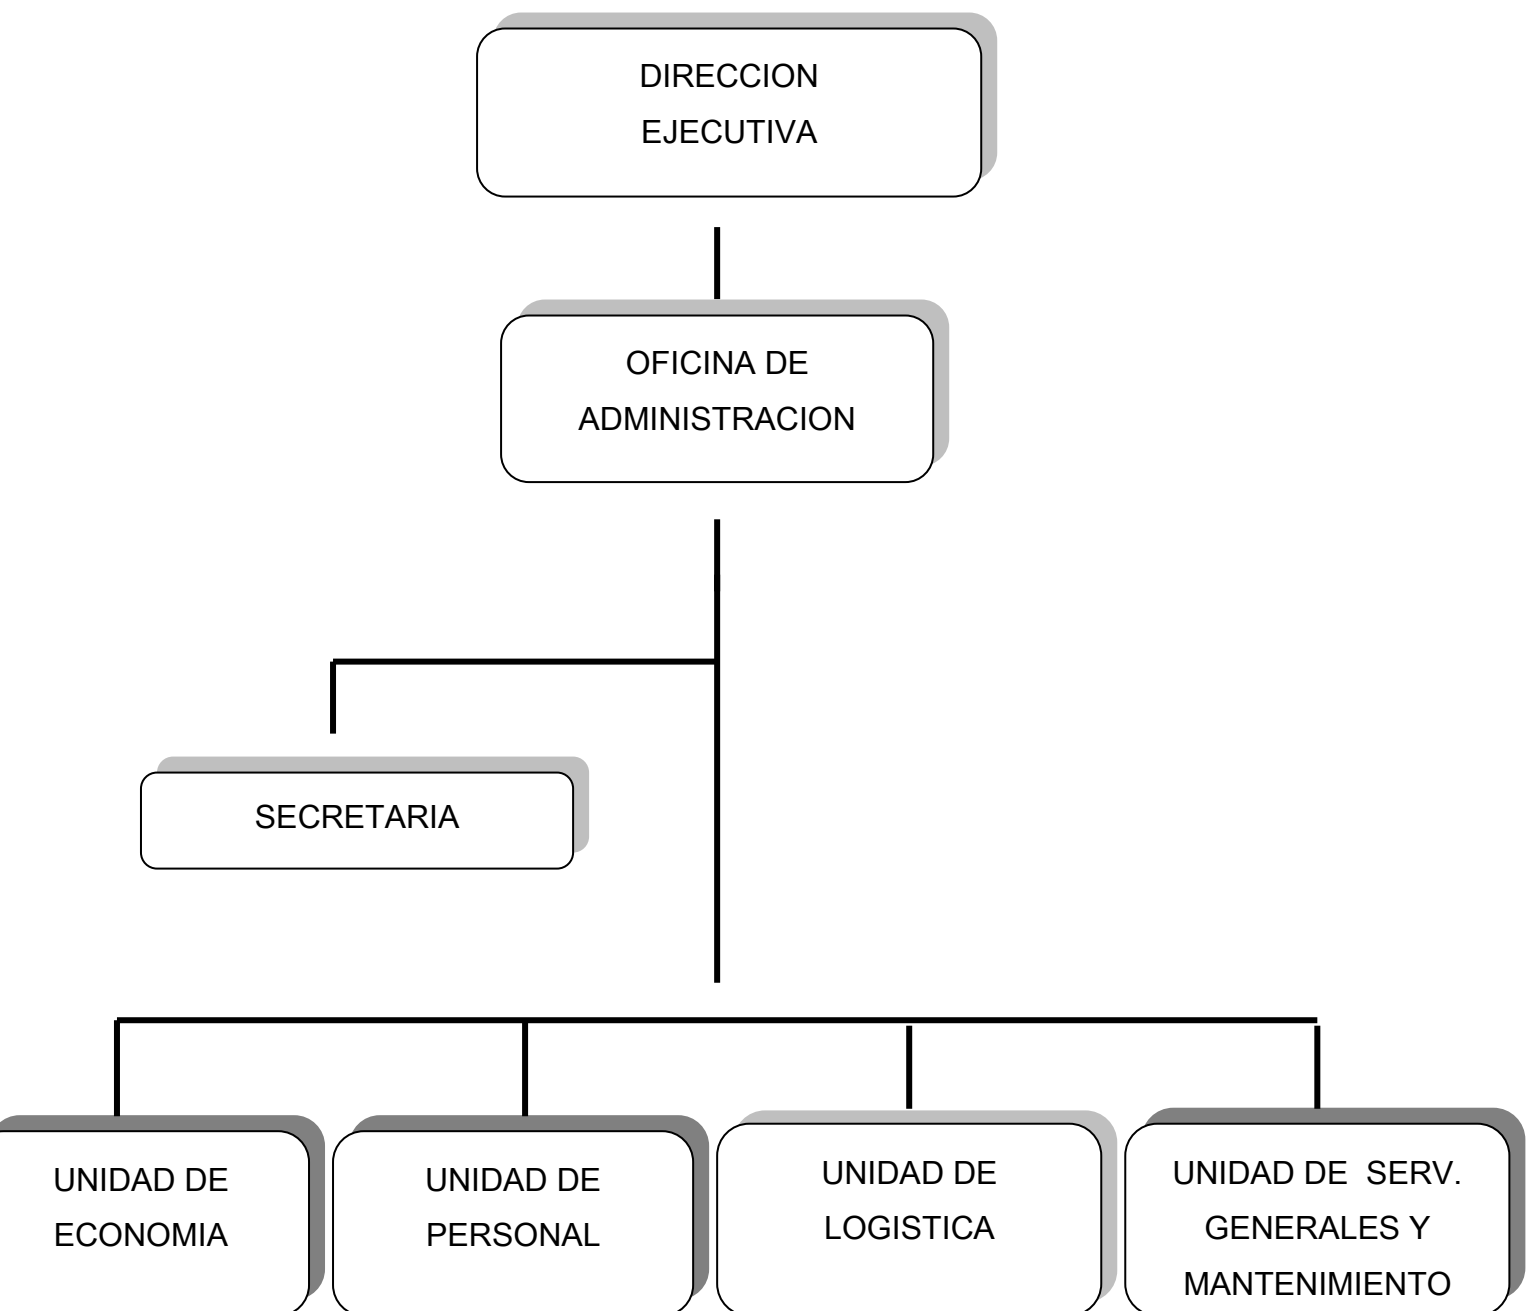 DIRECCION
EJECUTIVA
OFICINA DE
ADMINISTRACION
SECRETARIA
UNIDAD DE
ECONOMIA
UNIDAD DE
PERSONAL
UNIDAD DE
LOGISTICA
UNIDAD DE  SERV.
GENERALES Y
MANTENIMIENTO